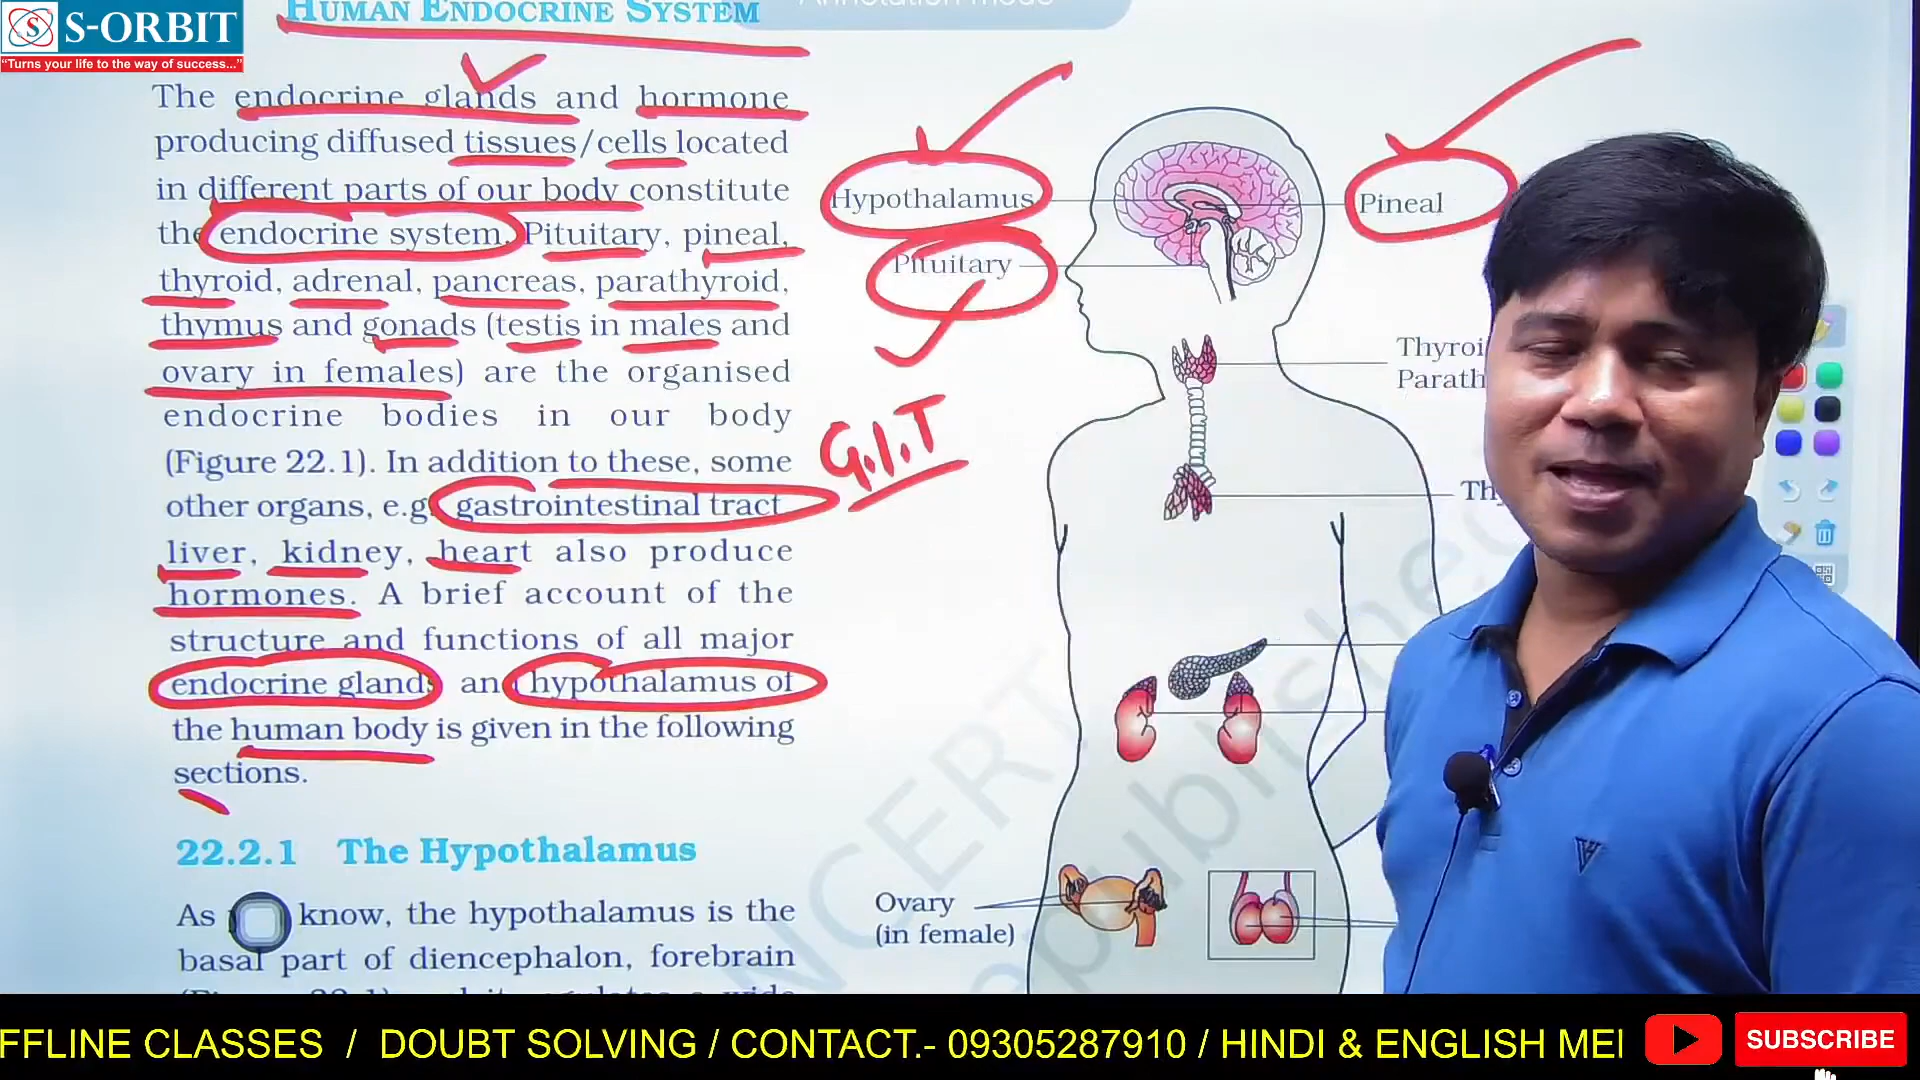 HUMAN ENDOCRINE SYSTEM
S-ORBIT
"Turns your life to the way of success..."
The endocrine glands and hormone
producing diffused tissues/cells located
in different parts of our body constitute
the endocrine system. Pituitary, pineal,
thyroid, adrenal, pancreas, parathyroid,
thymus and gonads (testis in males and
ovary in females) are the organised
endocrine bodies in our body
(Figure 22.1). In addition to these, some
other organs, e.g. gastrointestinal tract
liver, kidney, heart also produce
hormones. A brief account of the
structure and functions of all major
endocrine glands and hypothalamus of
the human body is given in the following
sections.
22.2.1 The Hypothalamus
As know, the hypothalamus is the
basal part of diencephalon, forebrain
G.I.T
Hypothalamus
Pituitary
Pineal
Thyroi
Parath
Th
Ovary
(in female)
NCERT
republished
FFLINE CLASSES / DOUBT SOLVING / CONTACT.- 09305287910 / HINDI & ENGLISH MEI
SUBSCRIBE